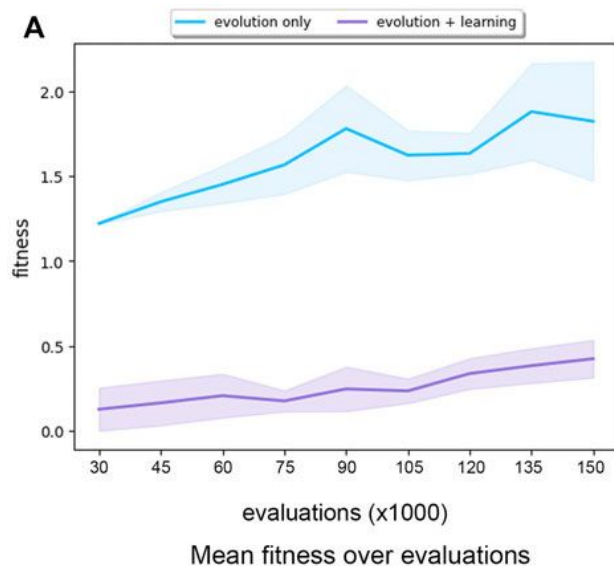 A
evolution only evolution + learning
2.0
1.5
1.0
0.5
0.0
fitness
30 45 60 75 90 105 120 135 150
evaluations (x1000)
Mean fitness over evaluations